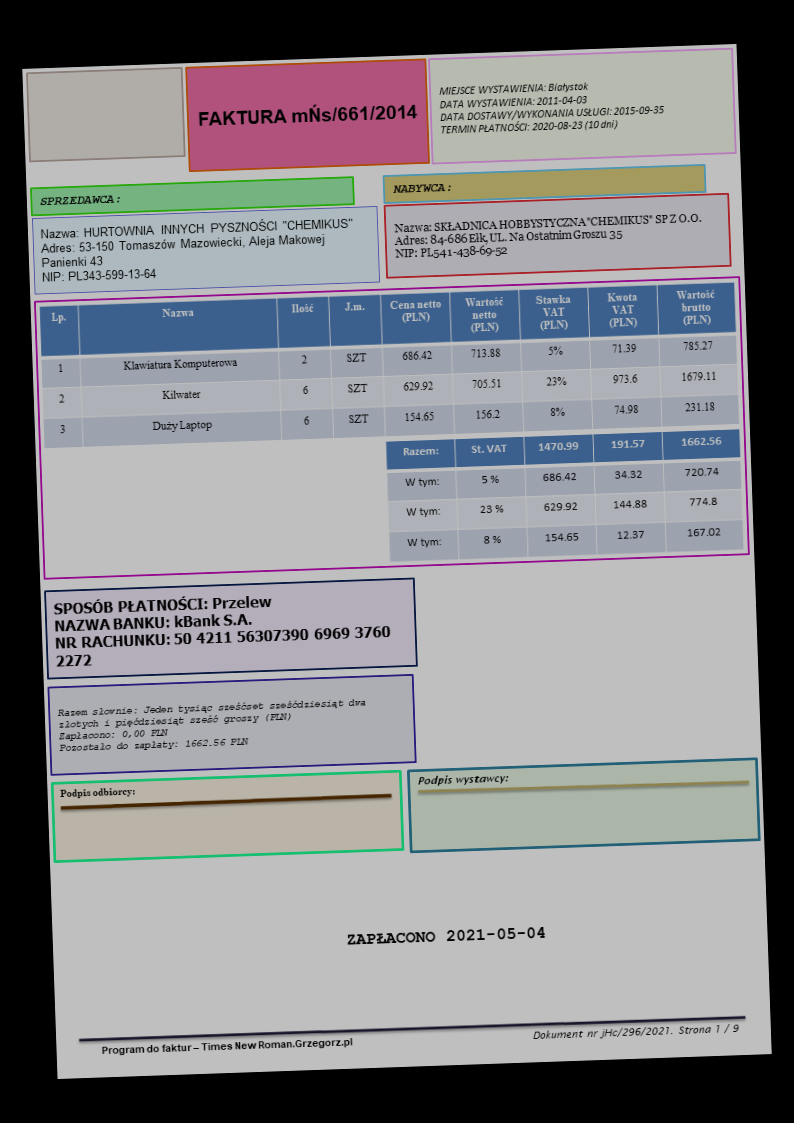 FAKTURA mŃs/661/2014
MIEJSCE WYSTAWIENIA: Białystok
DATA WYSTAWIENIA: 2011-04-03
DATA DOSTAWY/WYKONANIA USŁUGI: 2015-09-35
TERMIN PŁATNOŚCI: 2020-08-23 (10 dni)
SPRZEDAWCA:
Nazwa: HURTOWNIA INNYCH PYSZNOŚCI "CHEMIKUS"
Adres: 53-150 Tomaszów Mazowiecki, Aleja Makowej
Panienki 43
NIP: PL343-599-13-64
NABYWCA:
Nazwa: SKŁADNICA HOBBYSTYCZNA"CHEMIKUS" SP Z O.O.
Adres: 84-686 Ełk, UL. Na Ostatnim Groszu 35
NIP: PL541-438-69-52
Lp. Nazwa Ilość J.m. Cena netto (PLN) Wartość netto (PLN) Stawka VAT (PLN) Kwota VAT (PLN) Wartość brutto (PLN)
1 Klawiatura Komputerowa 2 SZT 686.42 713.88 5% 71.39 785.27
2 Kilwater 6 SZT 629.92 705.51 23% 973.6 1679.11
3 Duży Laptop 6 SZT 154.65 156.2 8% 74.98 231.18
Razem: St. VAT 1470.99 191.57 1662.56
W tym: 5 % 686.42 34.32 720.74
W tym: 23 % 629.92 144.88 774.8
W tym: 8 % 154.65 12.37 167.02
SPOSÓB PŁATNOŚCI: Przelew
NAZWA BANKU: kBank S.A.
NR RACHUNKU: 50 4211 56307390 6969 3760
2272
Razem słownie: Jeden tysiąc sześćset sześćdziesiąt dwa
złotych i pięćdziesiąt sześć groszy (PLN)
Zapłacono: 0,00 PLN
Pozostało do zapłaty: 1662.56 PLN
Podpis odbiorcy:
Podpis wystawcy:
ZAPŁACONO 2021-05-04
Program do faktur – Times New Roman.Grzegorz.pl
Dokument nr jHc/296/2021. Strona 1 / 9